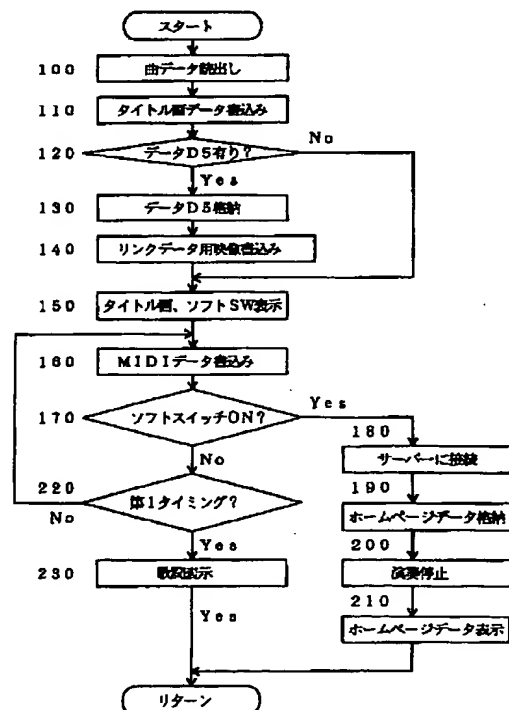 スタート
100
曲データ読出し
110
タイトル画データ書込み
120
データD5有り?
No
Yes
130
データD5格納
140
リンクデータ用映像書込み
150
タイトル画、ソフトSW表示
160
MIDIデータ書込み
170
ソフトスイッチON?
Yes
No
180
サーバーに接続
190
ホームページデータ格納
200
演奏停止
210
ホームページデータ表示
220
第1タイミング?
No
Yes
230
歌詞表示
Yes
リターン